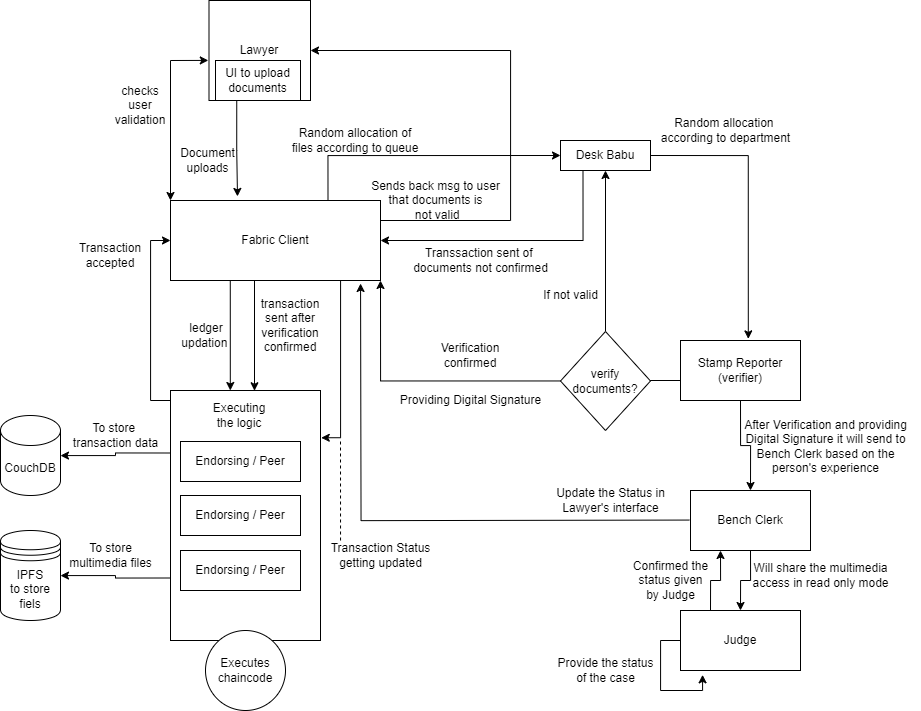 Lawyer
UI to upload
documents
checks
user
validation
Document
uploads
Random allocation of
files according to queue
Desk Babu
Random allocation
according to department
Sends back msg to user
that documents is
not valid
Fabric Client
Transaction
accepted
Transsaction sent of
documents not confirmed
ledger
updation
transaction
sent after
verification
confirmed
If not valid
Verification
confirmed
Providing Digital Signature
verify
documents?
Stamp Reporter
(verifier)
Executing
the logic
Endorsing / Peer
Endorsing / Peer
Endorsing / Peer
To store
transaction data
CouchDB
To store
multimedia files
IPFS
to store
fiels
After Verification and providing
Digital Signature it will send to
Bench Clerk based on the
person's experience
Update the Status in
Lawyer's interface
Bench Clerk
Transaction Status
getting updated
Confirmed the
status given
by Judge
Will share the multimedia
access in read only mode
Judge
Provide the status
of the case
Executes
chaincode